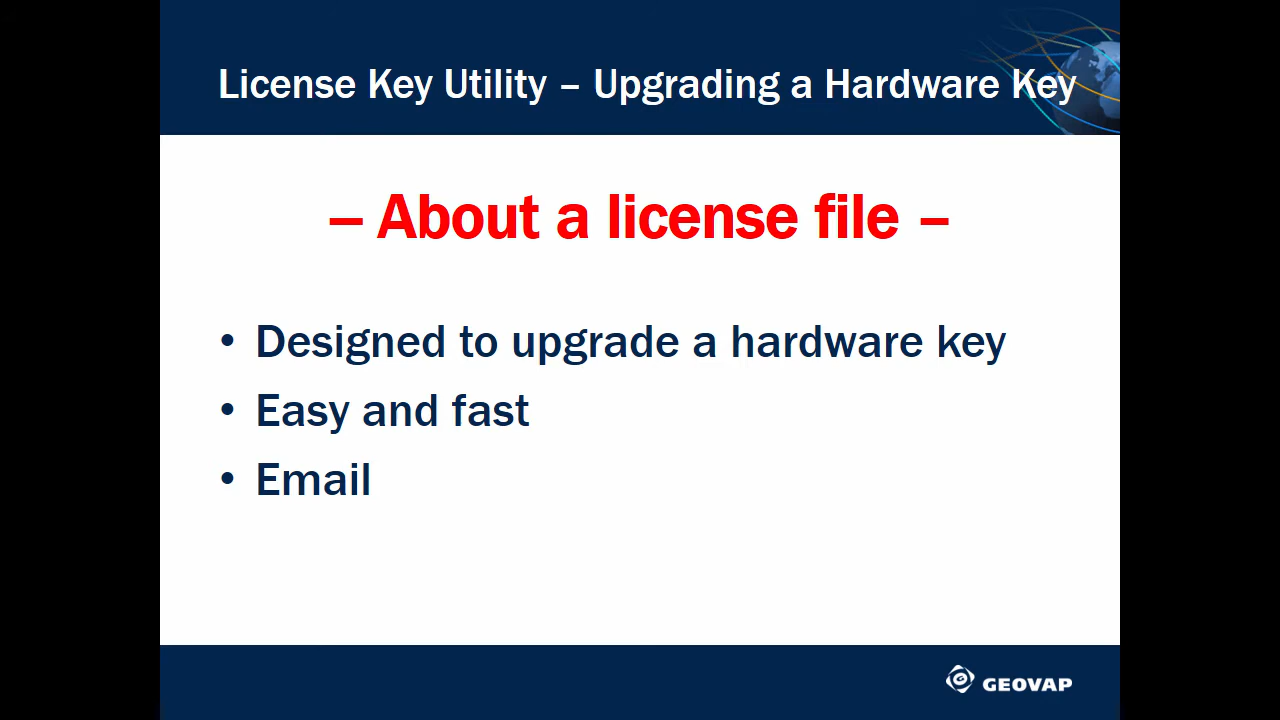 License Key Utility – Upgrading a Hardware Key
– About a license file –
• Designed to upgrade a hardware key
• Easy and fast
• Email
GEOVAP